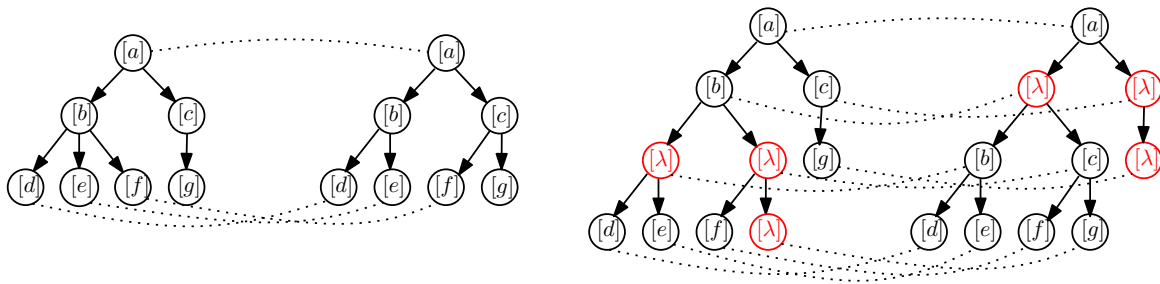 [a] [a]
[b] [c] [b] [c]
[d] [e] [f] [g] [d] [e] [f] [g]
[a] [a]
[b] [c] [λ] [λ]
[λ] [λ] [g] [b] [c] [λ]
[d] [e] [f] [λ] [d] [e] [f] [g]